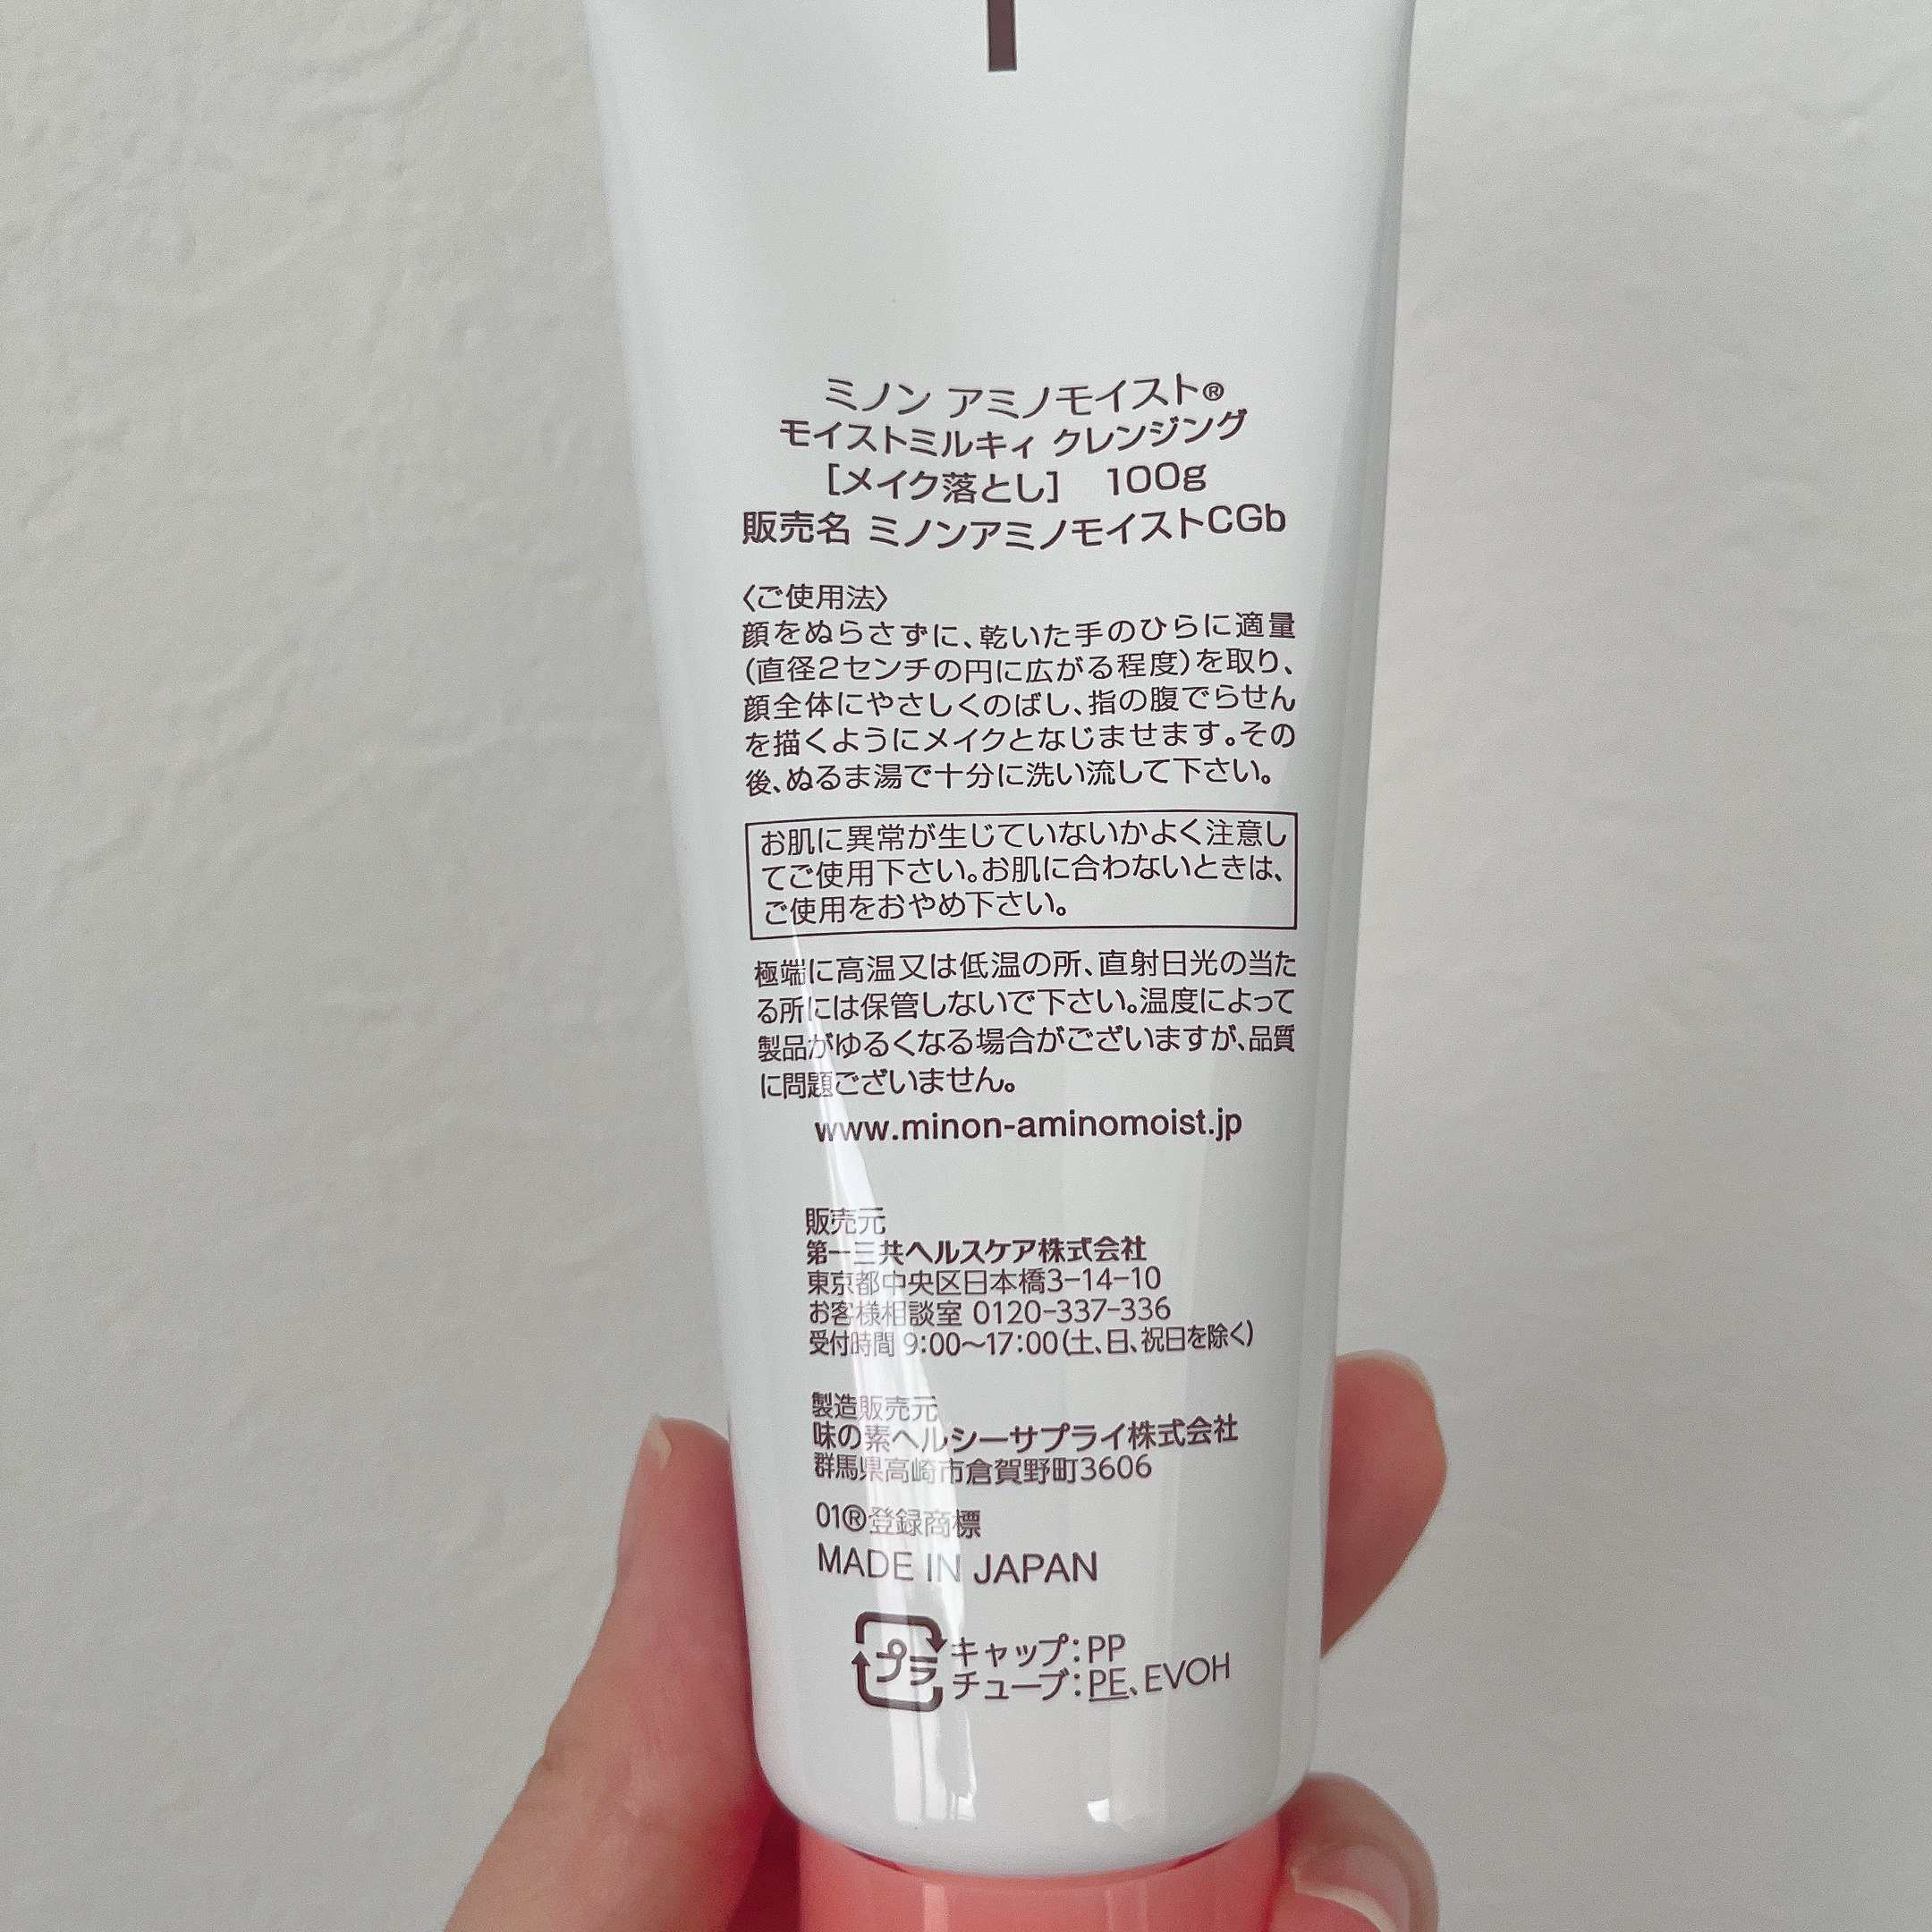 ミノン アミノモイスト®
モイストミルキィ クレンジング
[メイク落とし] 100g
販売名 ミノンアミノモイストCGb
〈ご使用法〉
顔をぬらさずに、乾いた手のひらに適量
(直径2センチの円に広がる程度)を取り、
顔全体にやさしくのばし、指の腹でらせん
を描くようにメイクとなじませます。その
後、ぬるま湯で十分に洗い流して下さい。
お肌に異常が生じていないかよく注意し
てご使用下さい。お肌に合わないときは、
ご使用をおやめ下さい。
極端に高温又は低温の所、直射日光の当た
る所には保管しないで下さい。温度によって
製品がゆるくなる場合がございますが、品質
に問題ございません。
www.minon-aminomoist.jp
販売元
第一三共ヘルスケア株式会社
東京都中央区日本橋3-14-10
お客様相談室 0120-337-336
受付時間 9:00〜17:00(土、日、祝日を除く)
製造販売元
味の素ヘルシーサプライ株式会社
群馬県高崎市倉賀野町3606
01®登録商標
MADE IN JAPAN
プラ キャップ:PP
チューブ:PE、EVOH